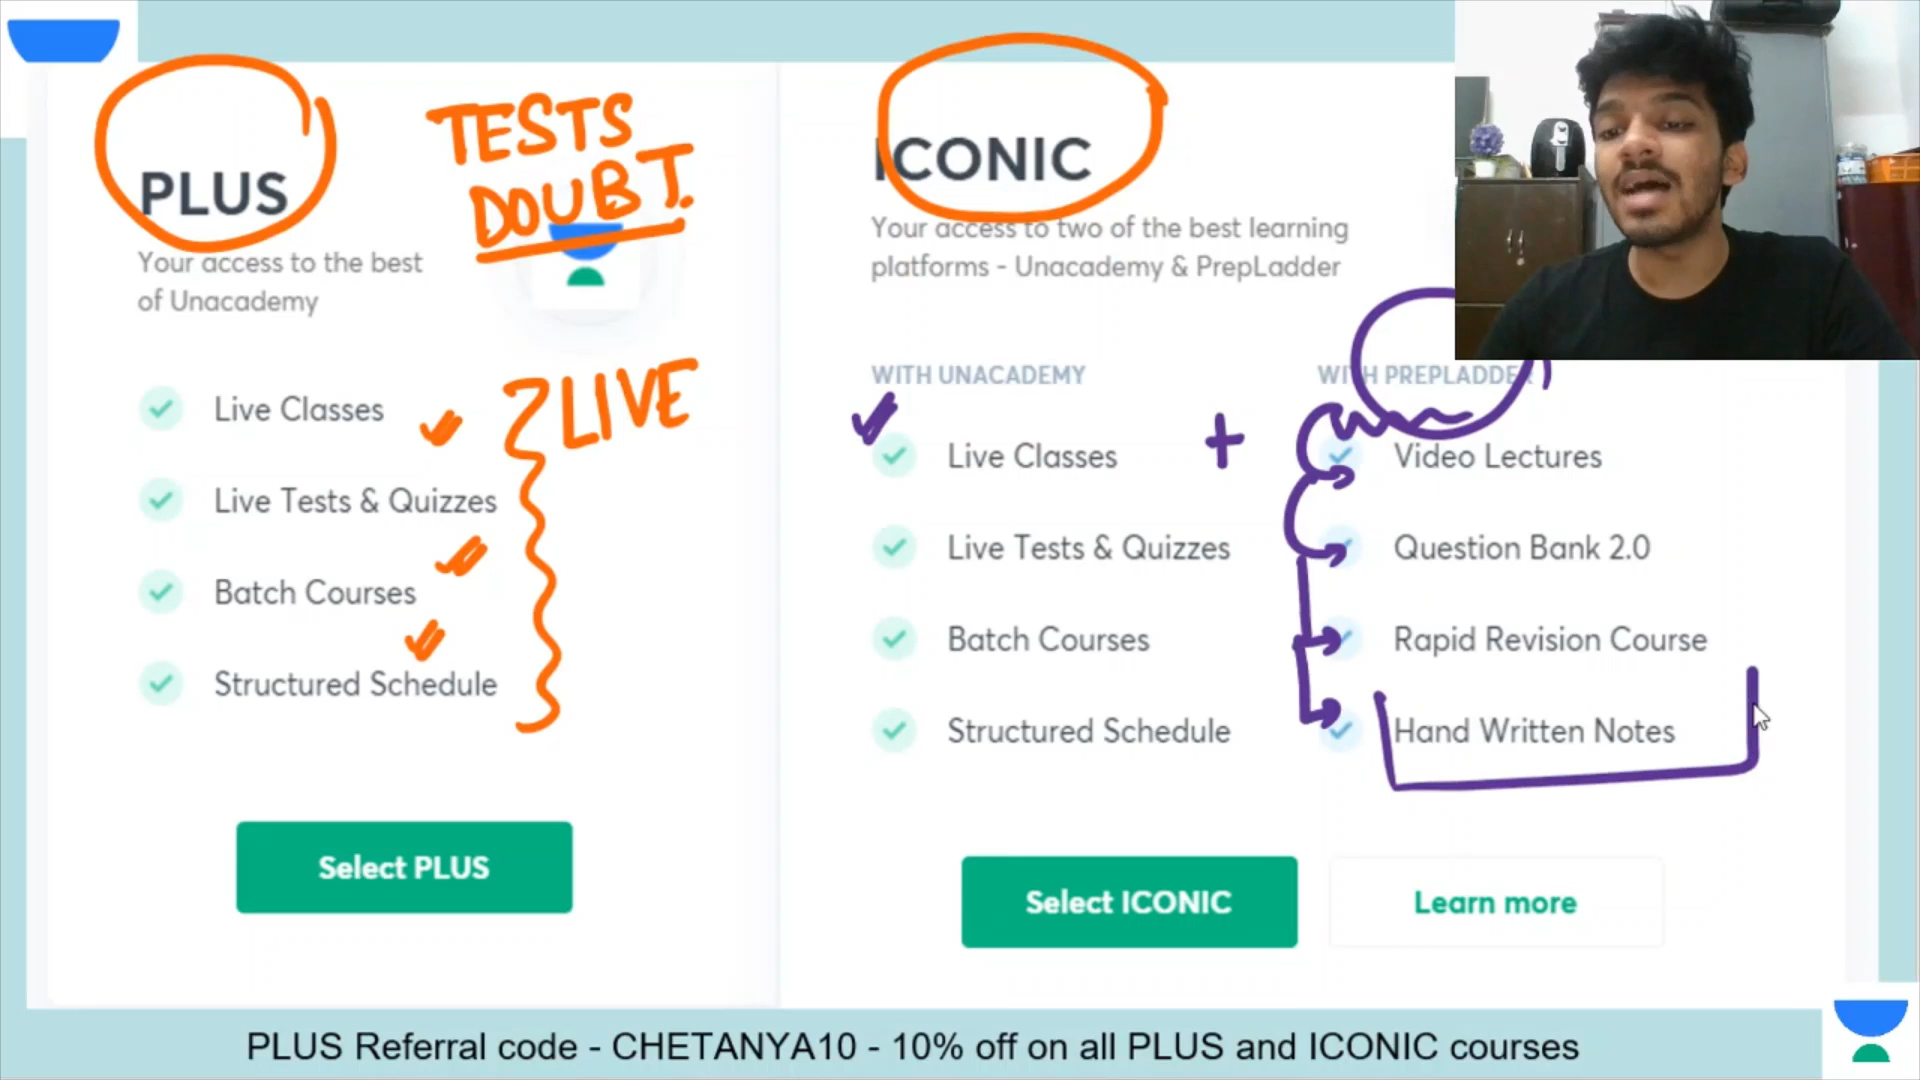 PLUS
TESTS
DOUBT.
Your access to the best
of Unacademy
Live Classes
LIVE
Live Tests & Quizzes
Batch Courses
Structured Schedule
Select PLUS
ICONIC
Your access to two of the best learning
platforms - Unacademy & PrepLadder
WITH UNACADEMY
Live Classes
+
Live Tests & Quizzes
Batch Courses
Structured Schedule
WITH PREPLADDER
Video Lectures
Question Bank 2.0
Rapid Revision Course
Hand Written Notes
Select ICONIC
Learn more
PLUS Referral code - CHETANYA10 - 10% off on all PLUS and ICONIC courses